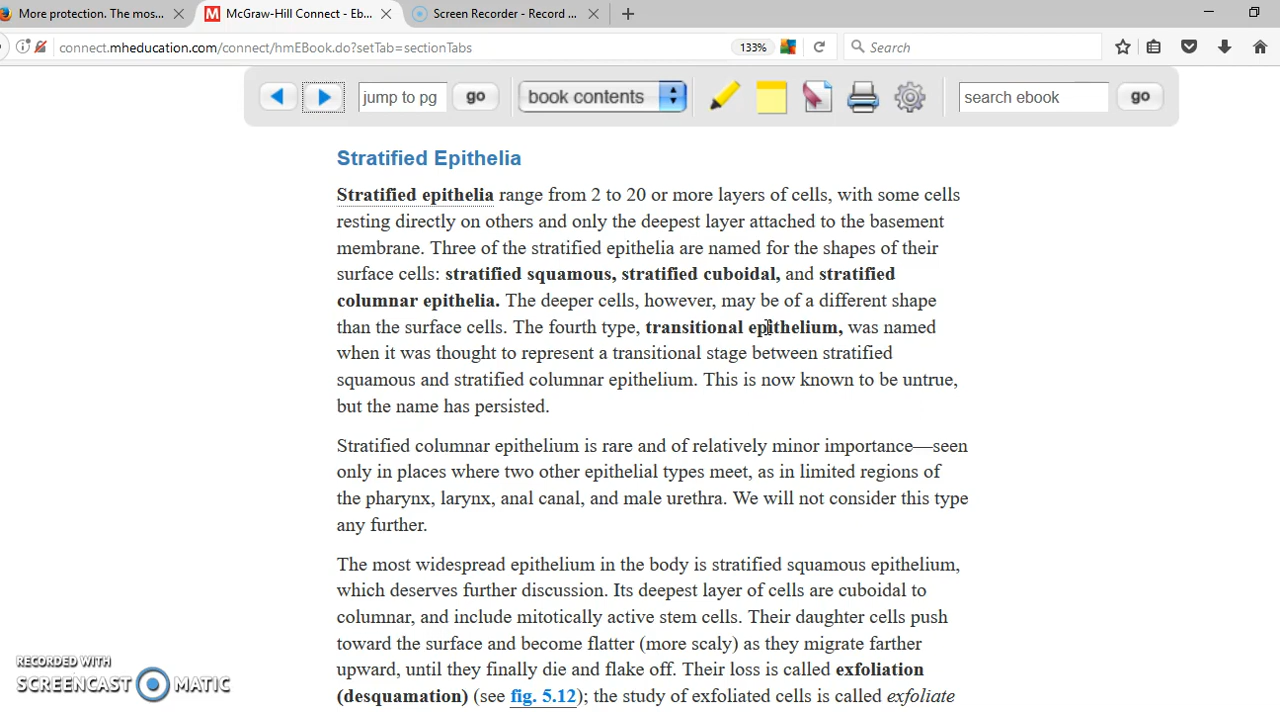 More protection. The mos...
McGraw-Hill Connect - Eb...
Screen Recorder - Record ...
connect.mheducation.com/connect/hmEBook.do?setTab=sectionTabs
133%
Search
jump to pg
go
book contents
search ebook
go
Stratified Epithelia
Stratified epithelia range from 2 to 20 or more layers of cells, with some cells
resting directly on others and only the deepest layer attached to the basement
membrane. Three of the stratified epithelia are named for the shapes of their
surface cells: stratified squamous, stratified cuboidal, and stratified
columnar epithelia. The deeper cells, however, may be of a different shape
than the surface cells. The fourth type, transitional epithelium, was named
when it was thought to represent a transitional stage between stratified
squamous and stratified columnar epithelium. This is now known to be untrue,
but the name has persisted.
Stratified columnar epithelium is rare and of relatively minor importance—seen
only in places where two other epithelial types meet, as in limited regions of
the pharynx, larynx, anal canal, and male urethra. We will not consider this type
any further.
The most widespread epithelium in the body is stratified squamous epithelium,
which deserves further discussion. Its deepest layer of cells are cuboidal to
columnar, and include mitotically active stem cells. Their daughter cells push
toward the surface and become flatter (more scaly) as they migrate farther
upward, until they finally die and flake off. Their loss is called exfoliation
(desquamation) (see fig. 5.12); the study of exfoliated cells is called exfoliate
RECORDED WITH
SCREENCAST MATIC